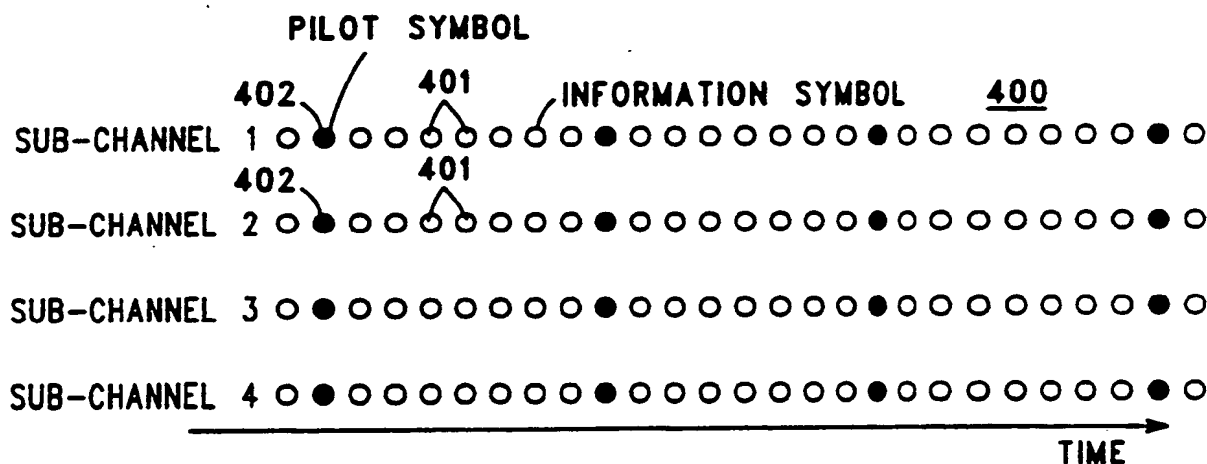 PILOT SYMBOL
402 401 INFORMATION SYMBOL 400
SUB-CHANNEL 1
402 401
SUB-CHANNEL 2
SUB-CHANNEL 3
SUB-CHANNEL 4
TIME